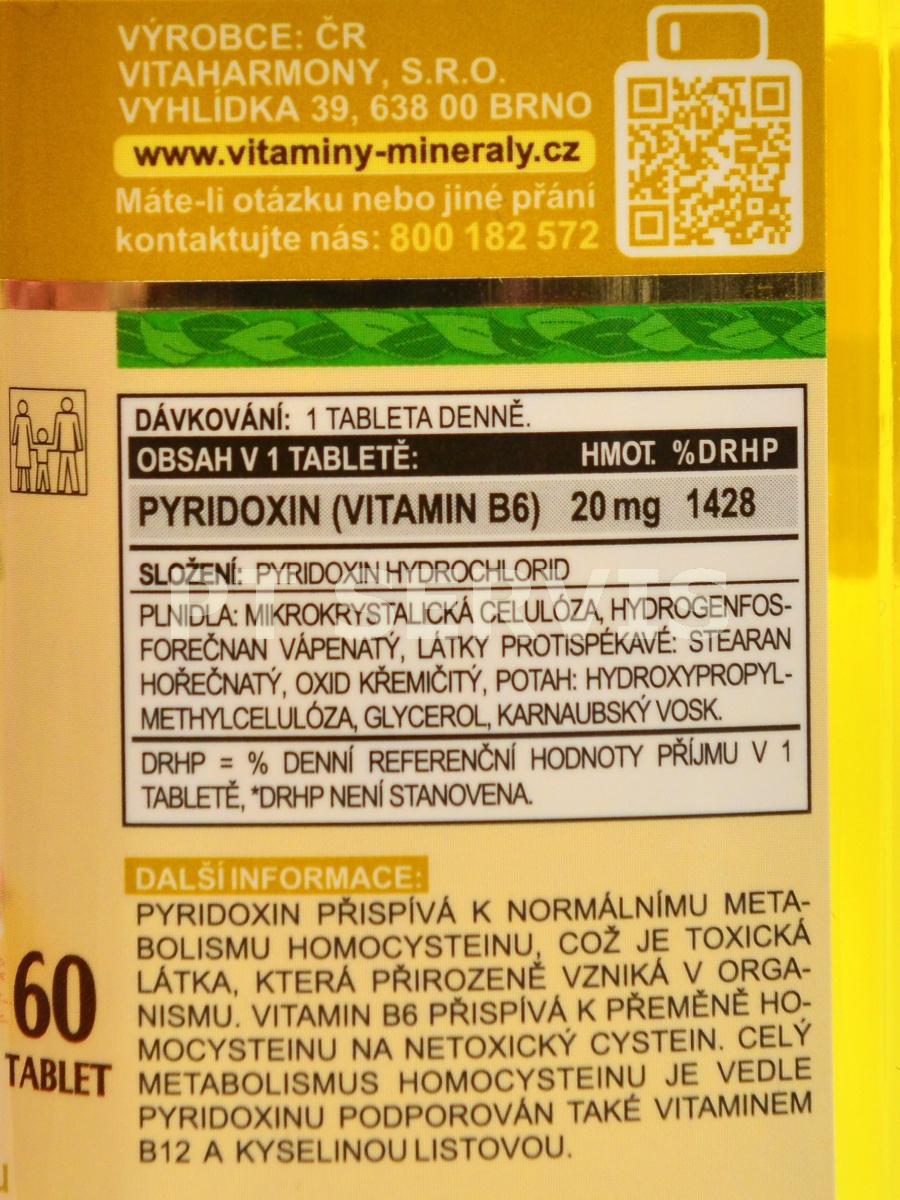 VÝROBCE: ČR
VITAHARMONY, S.R.O.
VYHLÍDKA 39, 638 00 BRNO
www.vitaminy-mineraly.cz
Máte-li otázku nebo jiné přání
kontaktujte nás: 800 182 572
DÁVKOVÁNÍ: 1 TABLETA DENNĚ.
OBSAH V 1 TABLETĚ: HMOT. %DRHP
PYRIDOXIN (VITAMIN B6) 20 mg 1428
SLOŽENÍ: PYRIDOXIN HYDROCHLORID
PLNIDLA: MIKROKRYSTALICKÁ CELULÓZA, HYDROGENFOS-
FOREČNAN VÁPENATÝ, LÁTKY PROTISPÉKAVÉ: STEARAN
HOŘEČNATÝ, OXID KŘEMIČITÝ, POTAH: HYDROXYPROPYL-
METHYLCELULÓZA, GLYCEROL, KARNAUBSKÝ VOSK.
DRHP = % DENNÍ REFERENČNÍ HODNOTY PŘÍJMU V 1
TABLETĚ, *DRHP NENÍ STANOVENA.
DALŠÍ INFORMACE:
PYRIDOXIN PŘISPÍVÁ K NORMÁLNÍMU META-
BOLISMU HOMOCYSTEINU, COŽ JE TOXICKÁ
LÁTKA, KTERÁ PŘIROZENĚ VZNIKÁ V ORGA-
NISMU. VITAMIN B6 PŘISPÍVÁ K PŘEMĚNĚ HO-
MOCYSTEINU NA NETOXICKÝ CYSTEIN. CELÝ
METABOLISMUS HOMOCYSTEINU JE VEDLE
PYRIDOXINU PODPOROVÁN TAKÉ VITAMINEM
B12 A KYSELINOU LISTOVOU.
60
TABLET